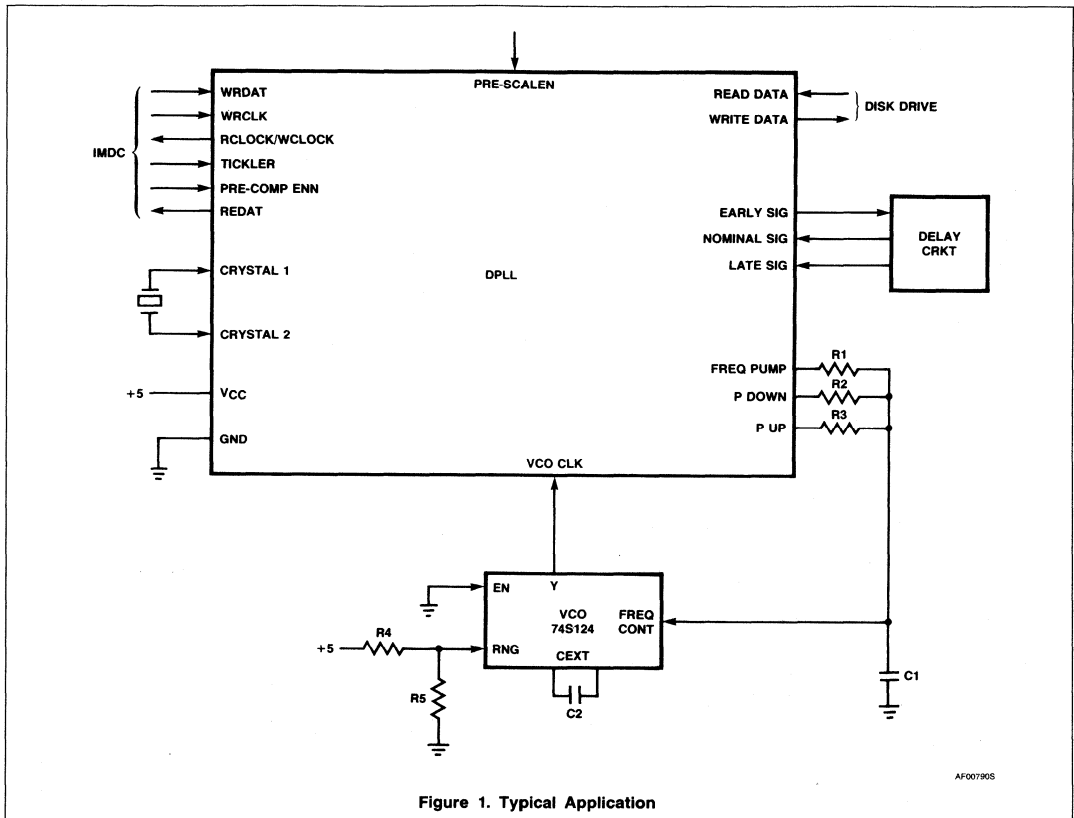 PRE-SCALEN
WRDAT
WRCLK
RCLOCK/WCLOCK
IMDC
TICKLER
PRE-COMP ENN
REDAT
CRYSTAL 1
CRYSTAL 2
+5
VCC
GND
DPLL
READ DATA
WRITE DATA
DISK DRIVE
EARLY SIG
NOMINAL SIG
LATE SIG
DELAY
CRKT
FREQ PUMP
R1
P DOWN
R2
P UP
R3
VCO CLK
EN
Y
VCO
74S124
FREQ
CONT
+5
R4
RNG
CEXT
R5
C2
C1
AF00790S
Figure 1. Typical Application